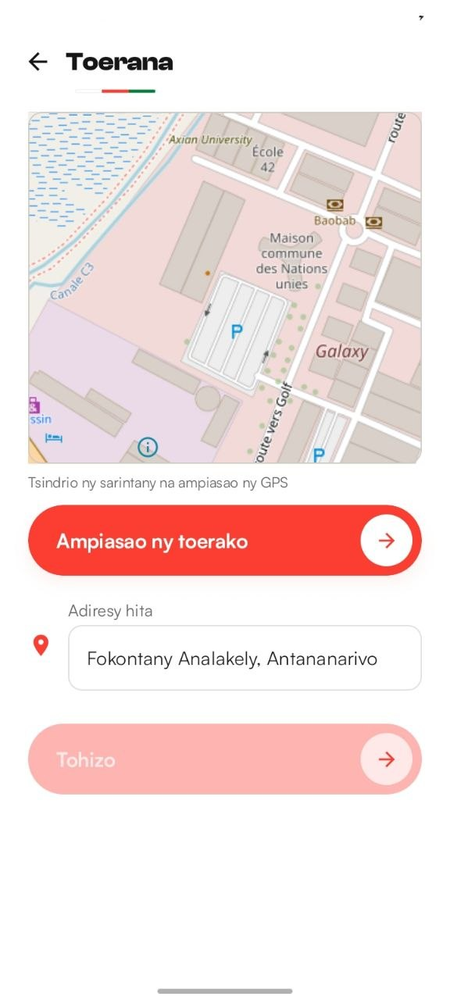 Toerana
route
Axian University
École
42
Baobab
Maison
commune
des Nations
unies
Canale C3
P
Galaxy
ssin
route vers Golf
P
Tsindrio ny sarintany na ampiasao ny GPS
Ampiasao ny toerako
Adiresy hita
Fokontany Analakely, Antananarivo
Tohizo